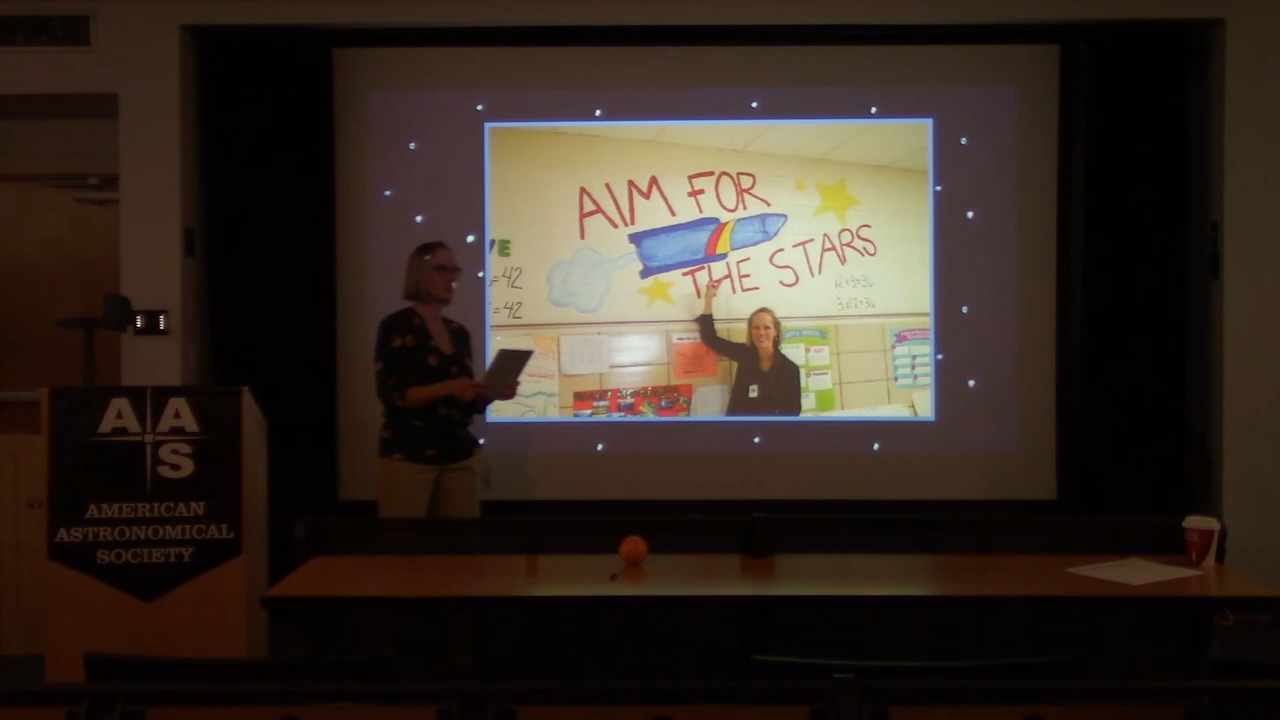 AIM FOR
THE STARS
E
=42
=42
AAS
AMERICAN
ASTRONOMICAL
SOCIETY